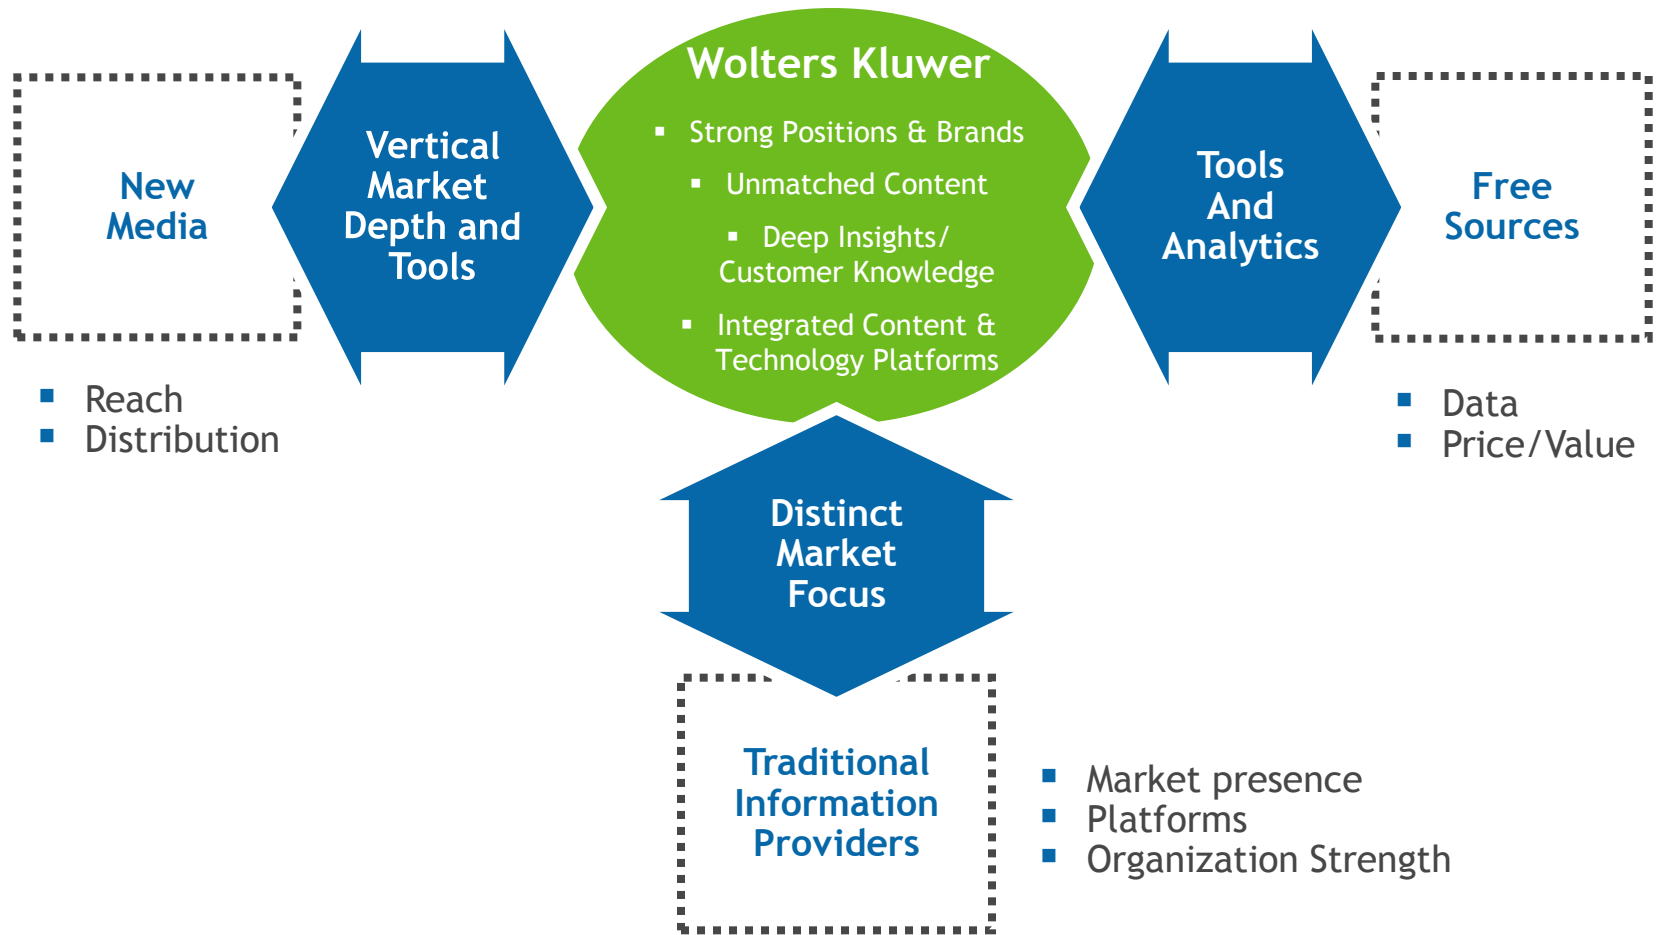 Wolters Kluwer
▪ Strong Positions & Brands
▪ Unmatched Content
▪ Deep Insights/
Customer Knowledge
▪ Integrated Content &
Technology Platforms
New
Media
▪ Reach
▪ Distribution
Vertical
Market
Depth and
Tools
Tools
And
Analytics
Free
Sources
▪ Data
▪ Price/Value
Distinct
Market
Focus
Traditional
Information
Providers
▪ Market presence
▪ Platforms
▪ Organization Strength